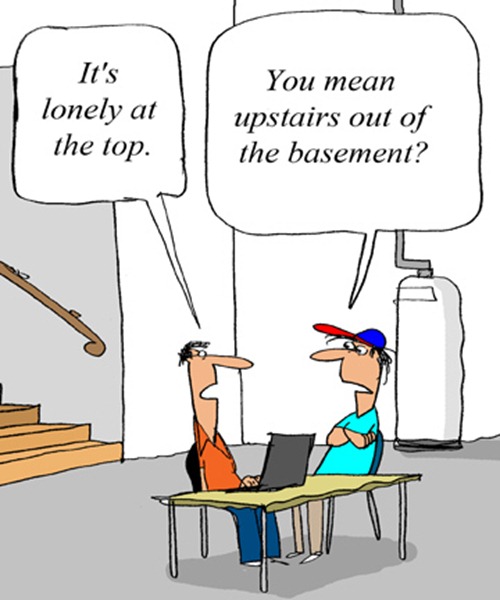 It's
lonely at
the top.
You mean
upstairs out of
the basement?